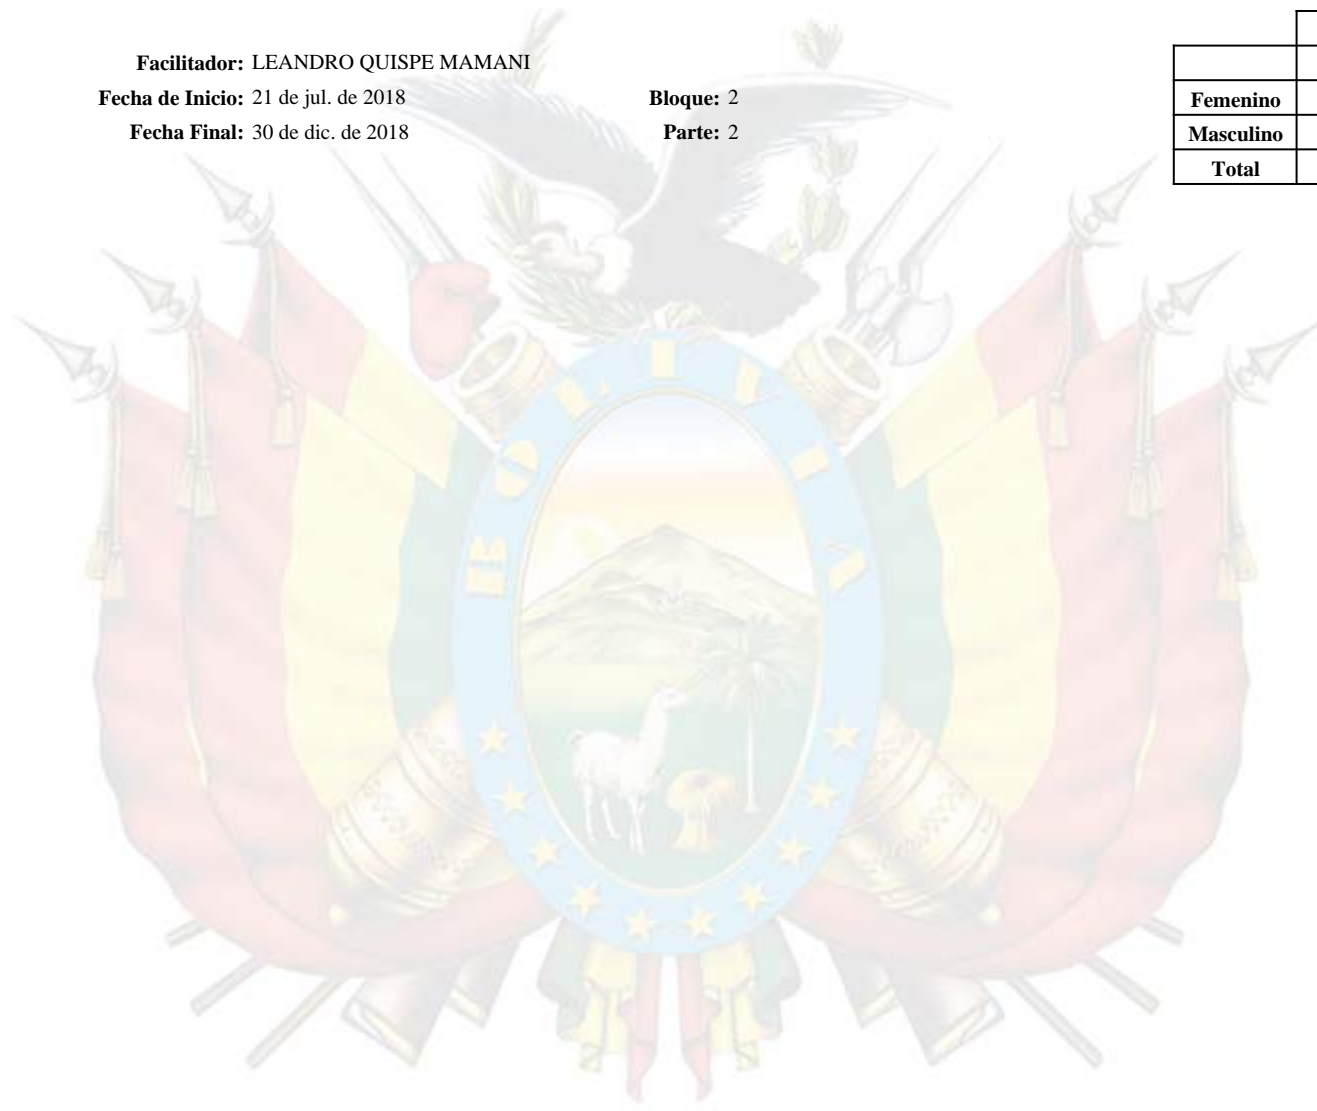 Facilitador: LEANDRO QUISPE MAMANI
Fecha de Inicio: 21 de jul. de 2018 Bloque: 2
Fecha Final: 30 de dic. de 2018 Parte: 2
Femenino
Masculino
Total
BOLIVIA